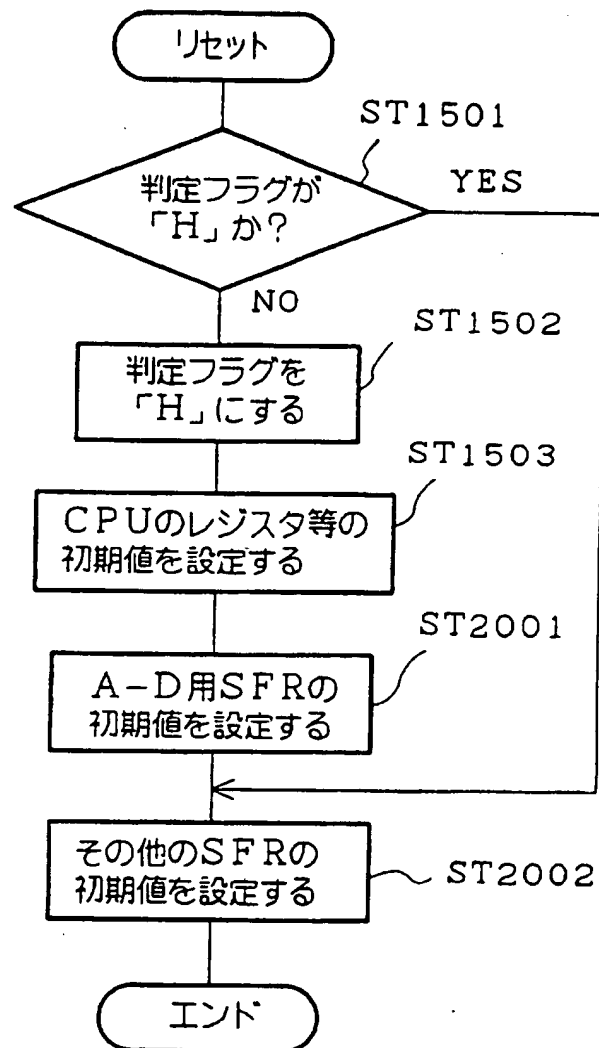 リセット
ST1501
判定フラグが
「H」か?
YES
NO
ST1502
判定フラグを
「H」にする
ST1503
CPUのレジスタ等の
初期値を設定する
ST2001
A-D用SFRの
初期値を設定する
その他のSFRの
初期値を設定する
ST2002
エンド